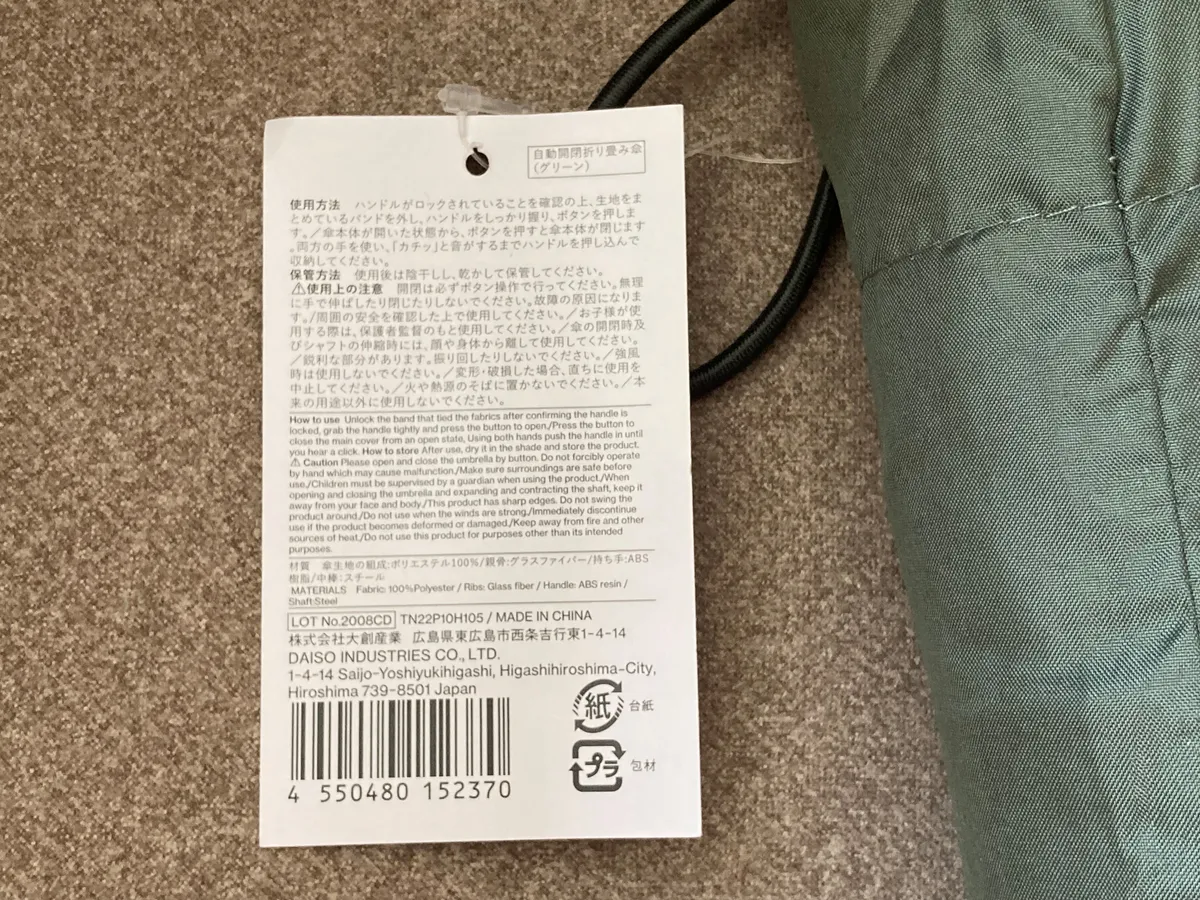 自動開閉折り畳み傘
(グリーン)
使用方法 ハンドルがロックされていることを確認の上、生地をま
とめているバンドを外し、ハンドルをしっかり握り、ボタンを押しま
す。/傘本体が開いた状態から、ボタンを押すと傘本体が閉じます
。両方の手を使い、「カチッ」と音がするまでハンドルを押し込んで
収納してください。
保管方法 使用後は陰干しし、乾かして保管してください。
⚠使用上の注意 開閉は必ずボタン操作で行ってください。無理
に手で伸ばしたり閉じたりしないでください。故障の原因になりま
す。/周囲の安全を確認した上で使用してください。/お子様が使
用する際は、保護者監督のもと使用してください。/傘の開閉時及
びシャフトの伸縮時には、顔や身体から離して使用してください。
/鋭利な部分があります。振り回したりしないでください。/強風
時は使用しないでください。/変形・破損した場合、直ちに使用を
中止してください。/火や熱源のそばに置かないでください。/本
来の用途以外に使用しないでください。
How to use Unlock the band that tied the fabrics after confirming the handle is
locked, grab the handle tightly and press the button to open./Press the button to
close the main cover from an open state, Using both hands push the handle in until
you hear a click. How to store After use, dry it in the shade and store the product.
⚠ Caution Please open and close the umbrella by button. Do not forcibly operate
by hand which may cause malfunction./Make sure surroundings are safe before
use./Children must be supervised by a guardian when using the product./When
opening and closing the umbrella and expanding and contracting the shaft, keep it
away from your face and body./This product has sharp edges. Do not swing the
product around./Do not use when the winds are strong./Immediately discontinue
use if the product becomes deformed or damaged./Keep away from fire and other
sources of heat./Do not use this product for purposes other than its intended
purposes.
材質 傘生地の組成:ポリエステル100%/親骨:グラスファイバー/持ち手:ABS
樹脂/中棒:スチール
MATERIALS Fabric: 100%Polyester / Ribs: Glass fiber / Handle: ABS resin /
Shaft:Steel
LOT No.2008CD TN22P10H105 / MADE IN CHINA
株式会社大創産業 広島県東広島市西条吉行東1-4-14
DAISO INDUSTRIES CO., LTD.
1-4-14 Saijo-Yoshiyukihigashi, Higashihiroshima-City,
Hiroshima 739-8501 Japan
紙 台紙
プラ 包材
4 550480 152370